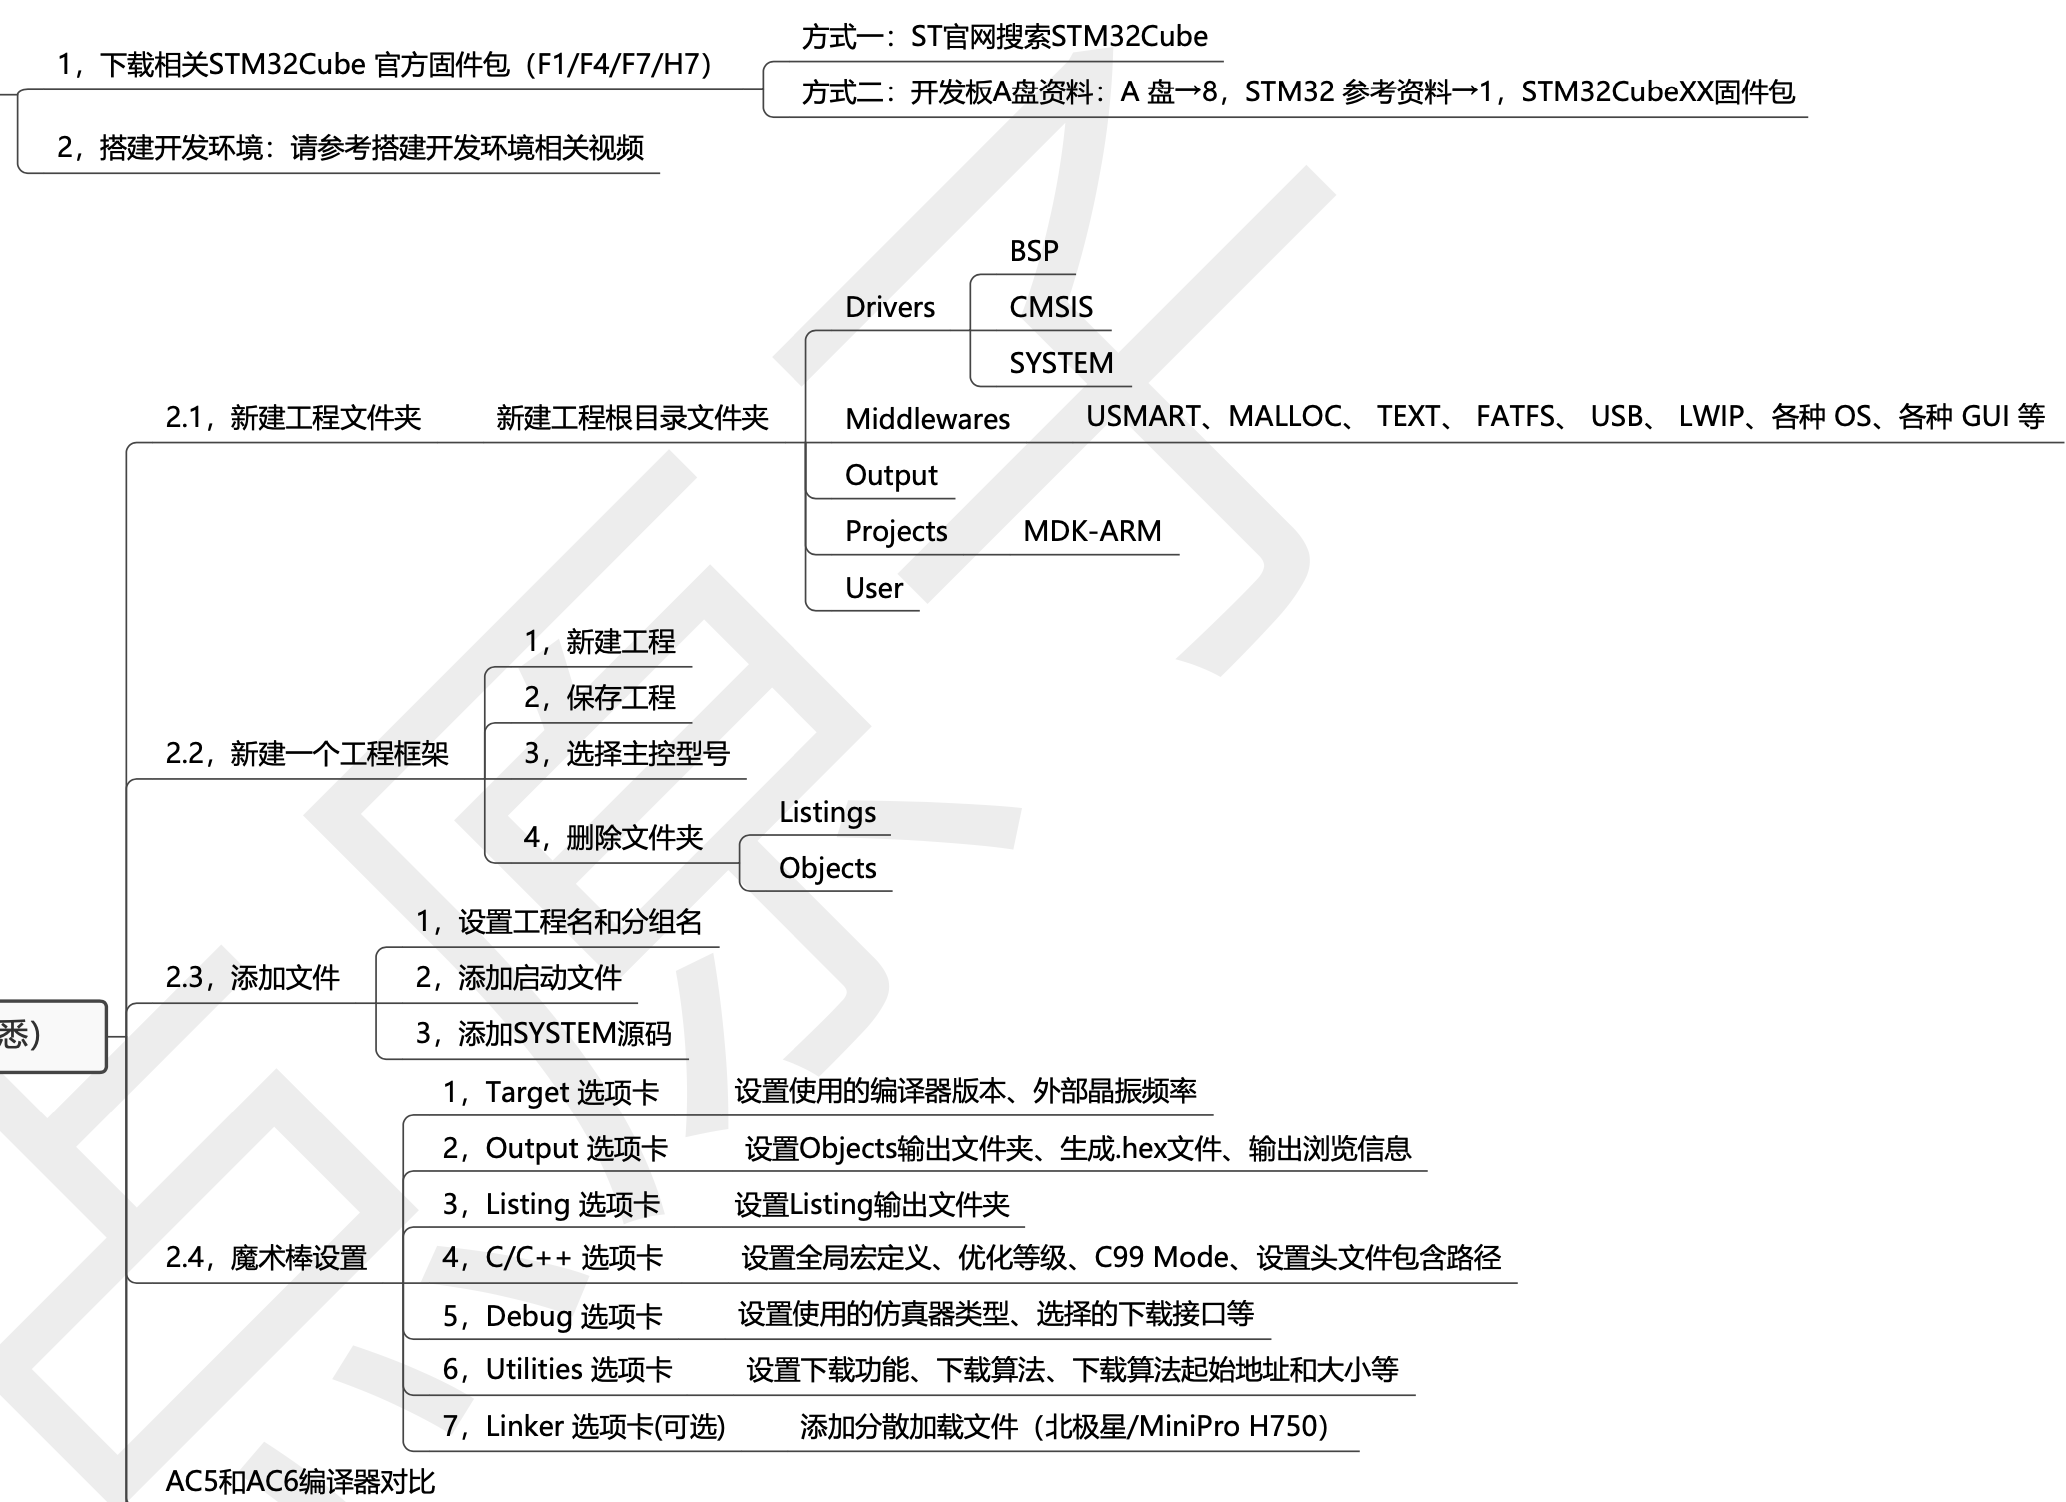 方式一：ST官网搜索STM32Cube
1，下载相关STM32Cube 官方固件包（F1/F4/F7/H7）
方式二：开发板A盘资料：A 盘→8，STM32 参考资料→1，STM32CubeXX固件包
2，搭建开发环境：请参考搭建开发环境相关视频
BSP
Drivers
CMSIS
SYSTEM
2.1，新建工程文件夹
新建工程根目录文件夹
Middlewares
USMART、MALLOC、 TEXT、 FATFS、 USB、 LWIP、各种 OS、各种 GUI 等
Output
Projects
MDK-ARM
User
1，新建工程
2，保存工程
2.2，新建一个工程框架
3，选择主控型号
Listings
4，删除文件夹
Objects
1，设置工程名和分组名
2.3，添加文件
2，添加启动文件
悉）
3，添加SYSTEM源码
1，Target 选项卡
设置使用的编译器版本、外部晶振频率
2，Output 选项卡
设置Objects输出文件夹、生成.hex文件、输出浏览信息
3，Listing 选项卡
设置Listing输出文件夹
2.4，魔术棒设置
4，C/C++ 选项卡
设置全局宏定义、优化等级、C99 Mode、设置头文件包含路径
5，Debug 选项卡
设置使用的仿真器类型、选择的下载接口等
6，Utilities 选项卡
设置下载功能、下载算法、下载算法起始地址和大小等
7，Linker 选项卡(可选)
添加分散加载文件（北极星/MiniPro H750）
AC5和AC6编译器对比
点原子